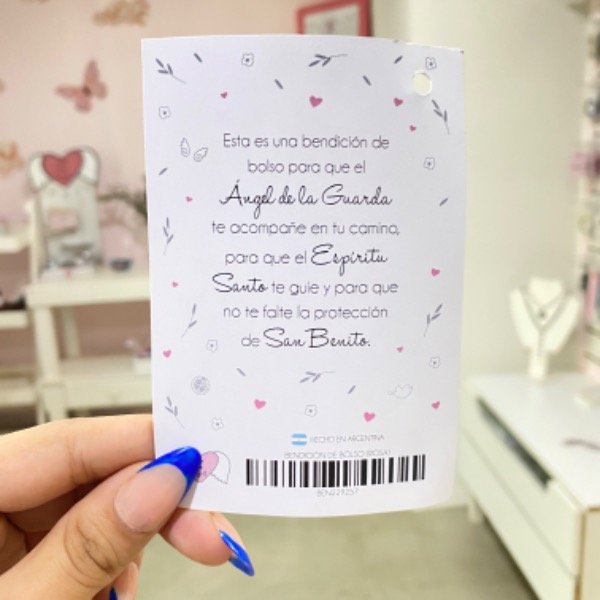 Esta es una bendición de
bolso para que el
Ángel de la Guarda
te acompañe en tu camino,
para que el Espíritu
Santo te guie y para que
no te falte la protección
de San Benito.
HECHO EN ARGENTINA
BENDICIÓN DE BOLSO (ROSA)